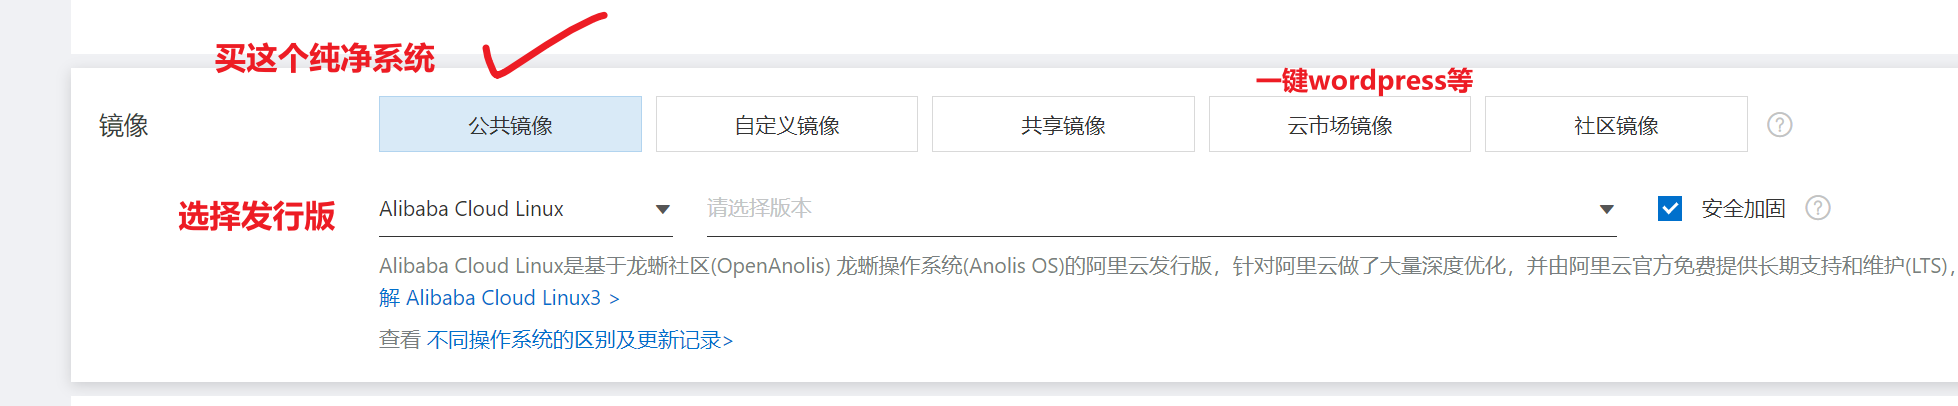 买这个纯净系统
一键wordpress等
镜像
公共镜像
自定义镜像
共享镜像
云市场镜像
社区镜像
?
选择发行版
Alibaba Cloud Linux
请选择版本
安全加固
?
Alibaba Cloud Linux是基于龙蜥社区(OpenAnolis) 龙蜥操作系统(Anolis OS)的阿里云发行版，针对阿里云做了大量深度优化，并由阿里云官方免费提供长期支持和维护(LTS)，
解 Alibaba Cloud Linux3 >
查看 不同操作系统的区别及更新记录>